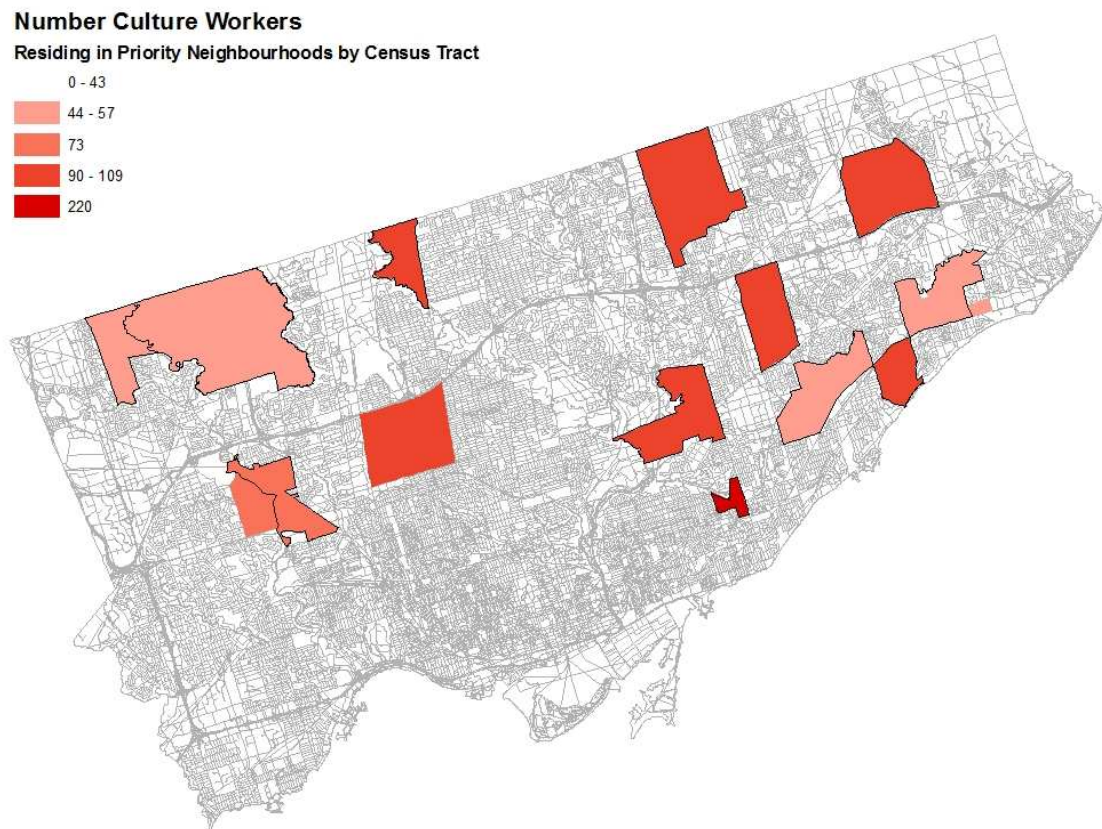 Number Culture Workers
Residing in Priority Neighbourhoods by Census Tract
0 - 43
44 - 57
73
90 - 109
220